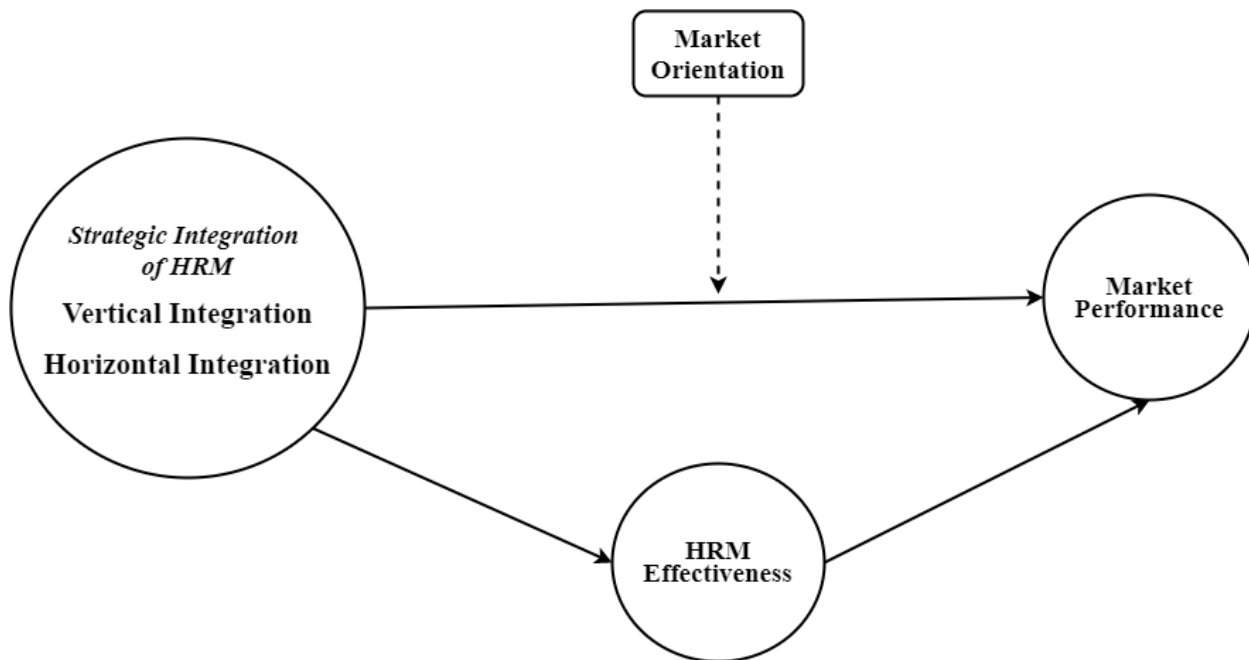 Market
Orientation
Strategic Integration
of HRM
Vertical Integration
Horizontal Integration
Market
Performance
HRM
Effectiveness